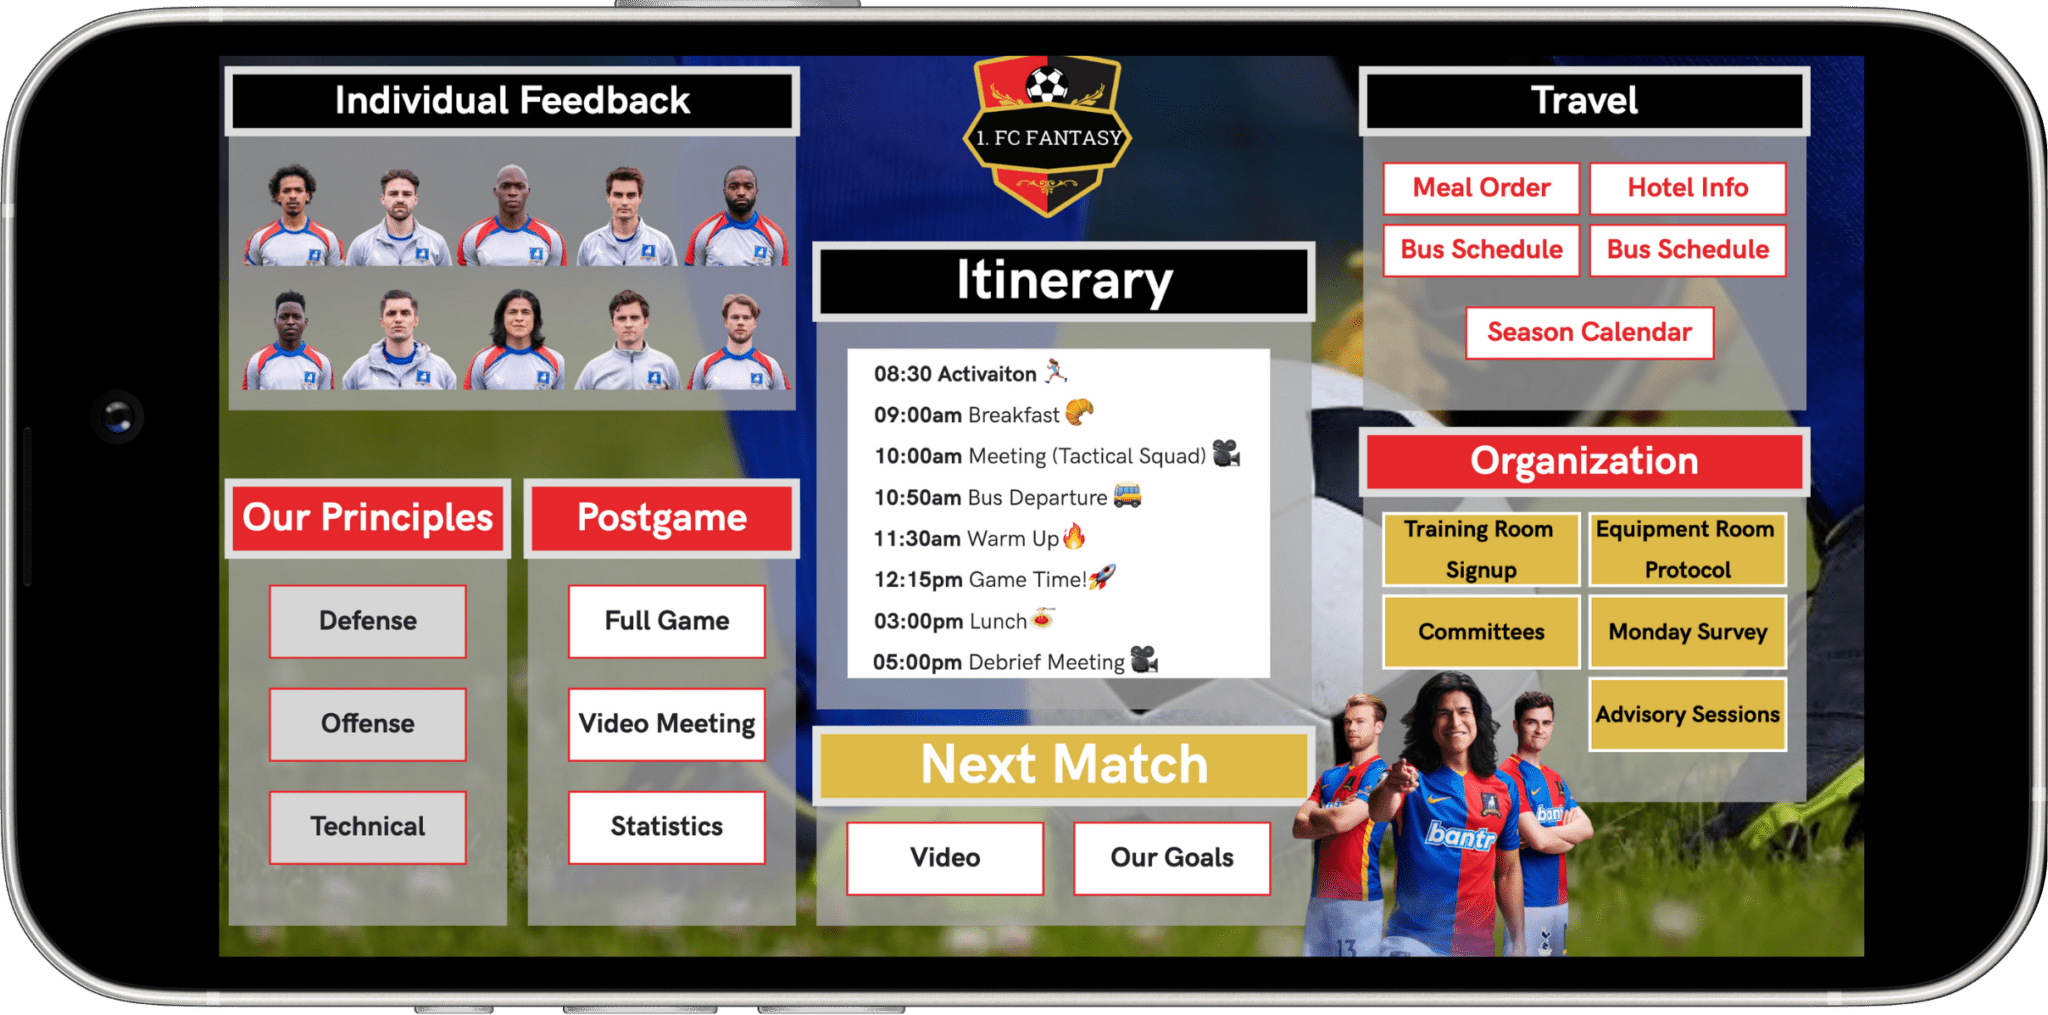 Individual Feedback
1. FC FANTASY
Travel
Meal Order
Hotel Info
Bus Schedule
Bus Schedule
Season Calendar
Itinerary
08:30 Activaiton
09:00am Breakfast
10:00am Meeting (Tactical Squad)
10:50am Bus Departure
11:30am Warm Up
12:15pm Game Time!
03:00pm Lunch
05:00pm Debrief Meeting
Our Principles
Defense
Offense
Technical
Postgame
Full Game
Video Meeting
Statistics
Next Match
Video
Our Goals
Organization
Training Room
Signup
Equipment Room
Protocol
Committees
Monday Survey
Advisory Sessions
bantr
bantr
13